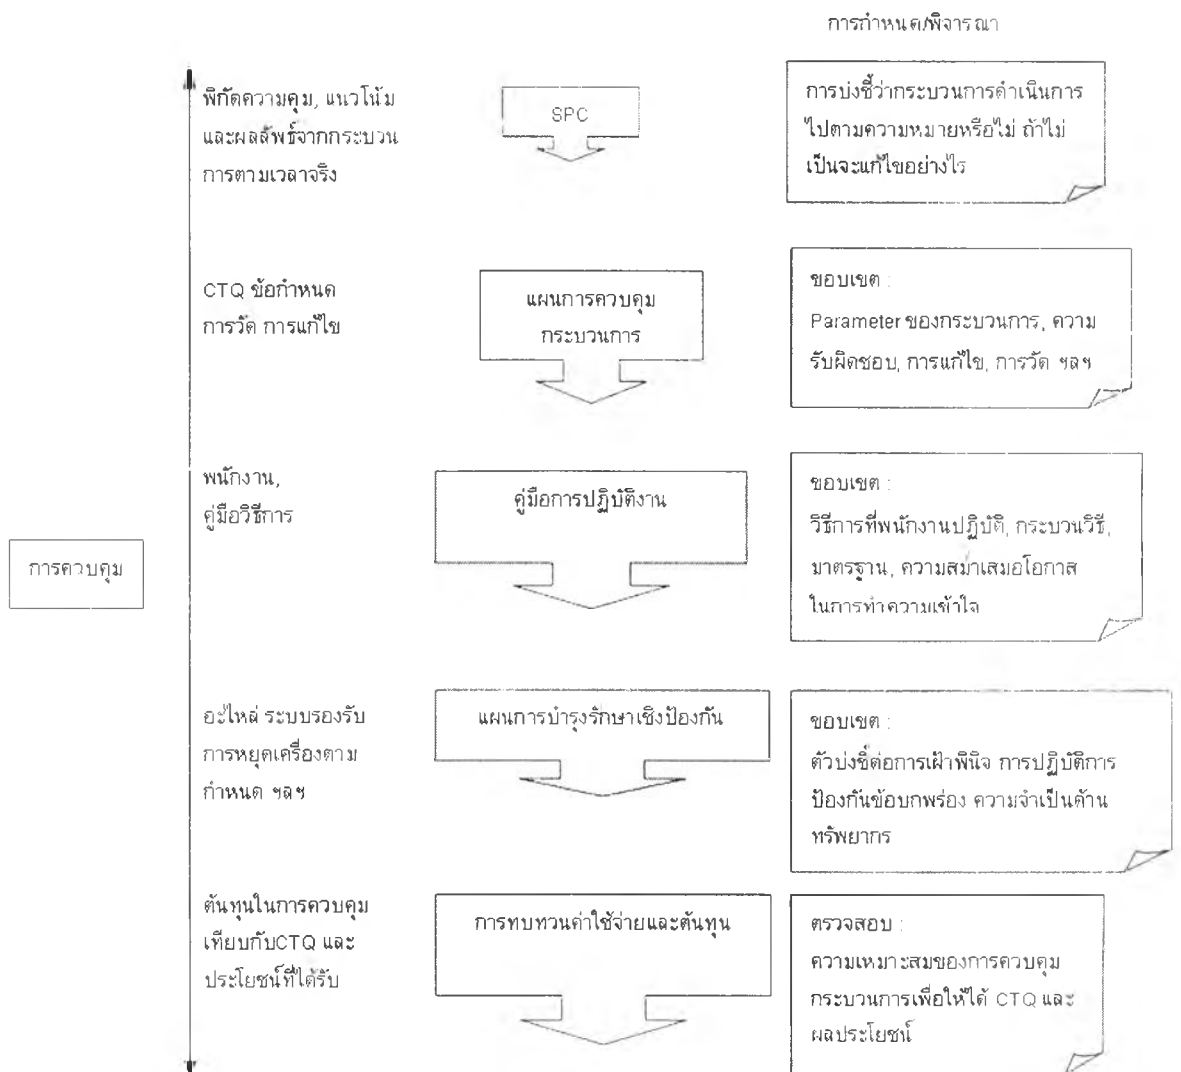 การกำหนด/พิจารณา
พิกัดความคุม, แนวโน้ม
และผลลัพธ์จากกระบวน
การตามเวลาจริง
SPC
การบ่งชี้ว่ากระบวนการดำเนินการ
ไปตามความหมายหรือไม่ ถ้าไม่
เป็นจะแก้ไขอย่างไร
CTQ ข้อกำหนด
การวัด การแก้ไข
แผนการควบคุม
กระบวนการ
ขอบเขต :
Parameter ของกระบวนการ, ความ
รับผิดชอบ, การแก้ไข, การวัด ฯลฯ
พนักงาน,
คู่มือวิธีการ
คู่มือการปฏิบัติงาน
ขอบเขต :
วิธีการที่พนักงานปฏิบัติ, กระบวนวิธี,
มาตรฐาน, ความสม่ำเสมอโอกาส
ในการทำความเข้าใจ
การควบคุม
อะไหล่ ระบบรองรับ
การหยุดเครื่องตาม
กำหนด ฯลฯ
แผนการบำรุงรักษาเชิงป้องกัน
ขอบเขต :
ตัวบ่งชี้ต่อการเฝ้าพินิจ การปฏิบัติการ
ป้องกันข้อบกพร่อง ความจำเป็นด้าน
ทรัพยากร
ต้นทุนในการควบคุม
เทียบกับCTQ และ
ประโยชน์ที่ได้รับ
การทบทวนค่าใช้จ่ายและต้นทุน
ตรวจสอบ :
ความเหมาะสมของการควบคุม
กระบวนการเพื่อให้ได้ CTQ และ
ผลประโยชน์